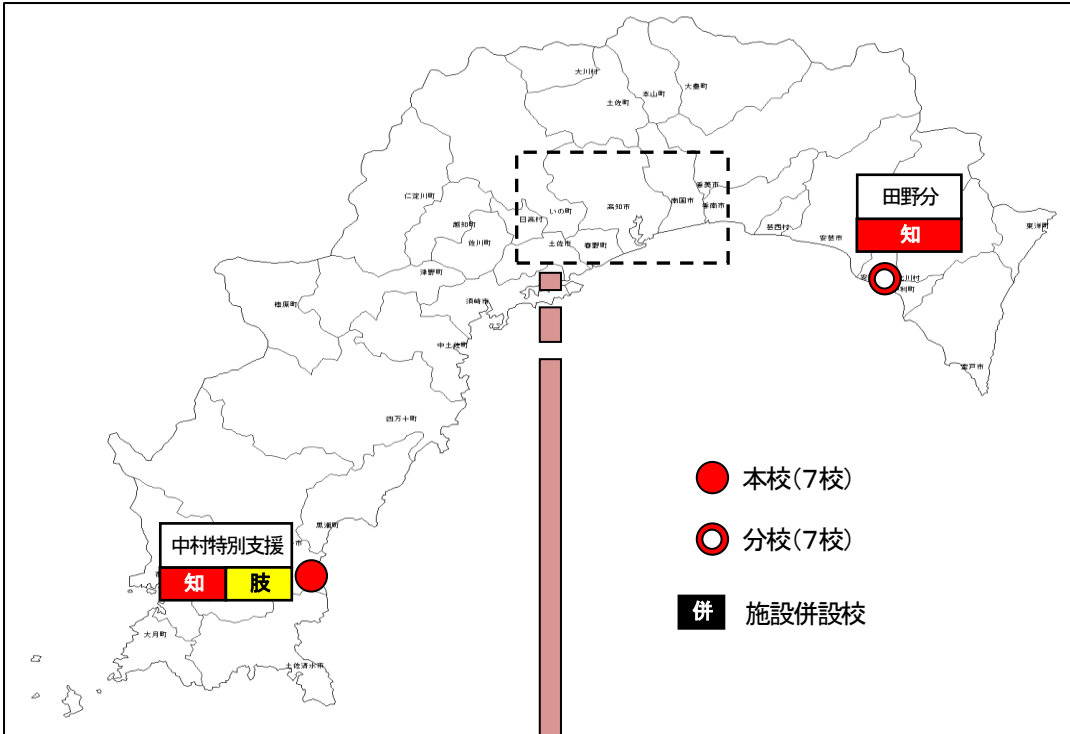 大川村
本山町
大豊町
土佐町
仁淀川町
いの町
日高村
高知市
南国市
香美市
香南市
越知町
佐川町
土佐市
春野町
芸西村
安芸市
東洋町
田野分
知
津野町
檮原町
須崎市
中土佐町
室戸市
四万十町
黒潮町
中村特別支援
知
肢
大月町
土佐清水市
本校(7校)
分校(7校)
併
施設併設校